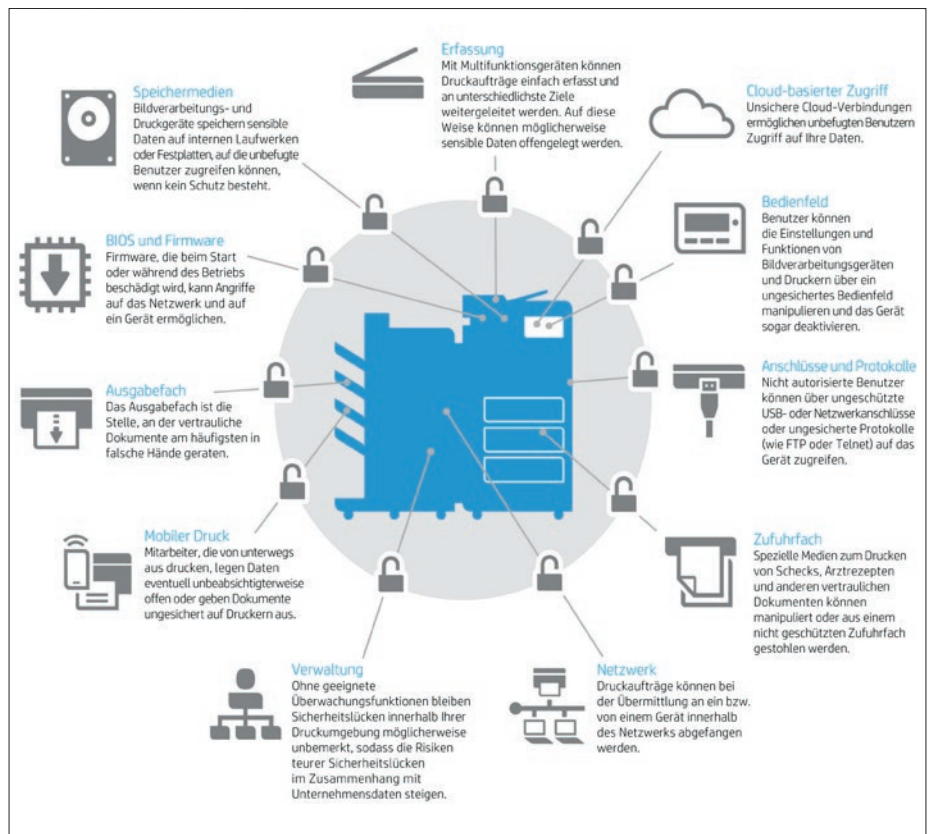 Erfassung
Mit Multifunktionsgeräten können
Druckaufträge einfach erfasst und
an unterschiedlichste Ziele
weitergeleitet werden. Auf diese
Weise können möglicherweise
sensible Daten offengelegt werden.
Speichermedien
Bildverarbeitungs- und
Druckgeräte speichern sensible
Daten auf internen Laufwerken
oder Festplatten, auf die unbefugte
Benutzer zugreifen können,
wenn kein Schutz besteht.
Cloud-basierter Zugriff
Unsichere Cloud-Verbindungen
ermöglichen unbefugten Benutzern
Zugriff auf Ihre Daten.
Bedienfeld
Benutzer können
die Einstellungen und
Funktionen von
Bildverarbeitungsgeräten
und Druckern über ein
ungesichertes Bedienfeld
manipulieren und das Gerät
sogar deaktivieren.
BIOS und Firmware
Firmware, die beim Start
oder während des Betriebs
beschädigt wird, kann Angriffe
auf das Netzwerk und auf
ein Gerät ermöglichen.
Anschlüsse und Protokolle
Nicht autorisierte Benutzer
können über ungeschützte
USB- oder Netzwerkanschlüsse
oder ungesicherte Protokolle
(wie FTP oder Telnet) auf das
Gerät zugreifen.
Ausgabefach
Das Ausgabefach ist die
Stelle, an der vertrauliche
Dokumente am häufigsten in
falsche Hände geraten.
Mobiler Druck
Mitarbeiter, die von unterwegs
aus drucken, legen Daten
eventuell unbeabsichtigterweise
offen oder geben Dokumente
ungesichert auf Druckern aus.
Zufuhrfach
Spezielle Medien zum Drucken
von Schecks, Arztrezepten
und anderen vertraulichen
Dokumenten können
manipuliert oder aus einem
nicht geschützten Zufuhrfach
gestohlen werden.
Verwaltung
Ohne geeignete
Überwachungsfunktionen bleiben
Sicherheitslücken innerhalb Ihrer
Druckumgebung möglicherweise
unbemerkt, sodass die Risiken
teurer Sicherheitslücken
im Zusammenhang mit
Unternehmensdaten steigen.
Netzwerk
Druckaufträge können bei
der Übermittlung an ein bzw.
von einem Gerät innerhalb
des Netzwerks abgefangen
werden.